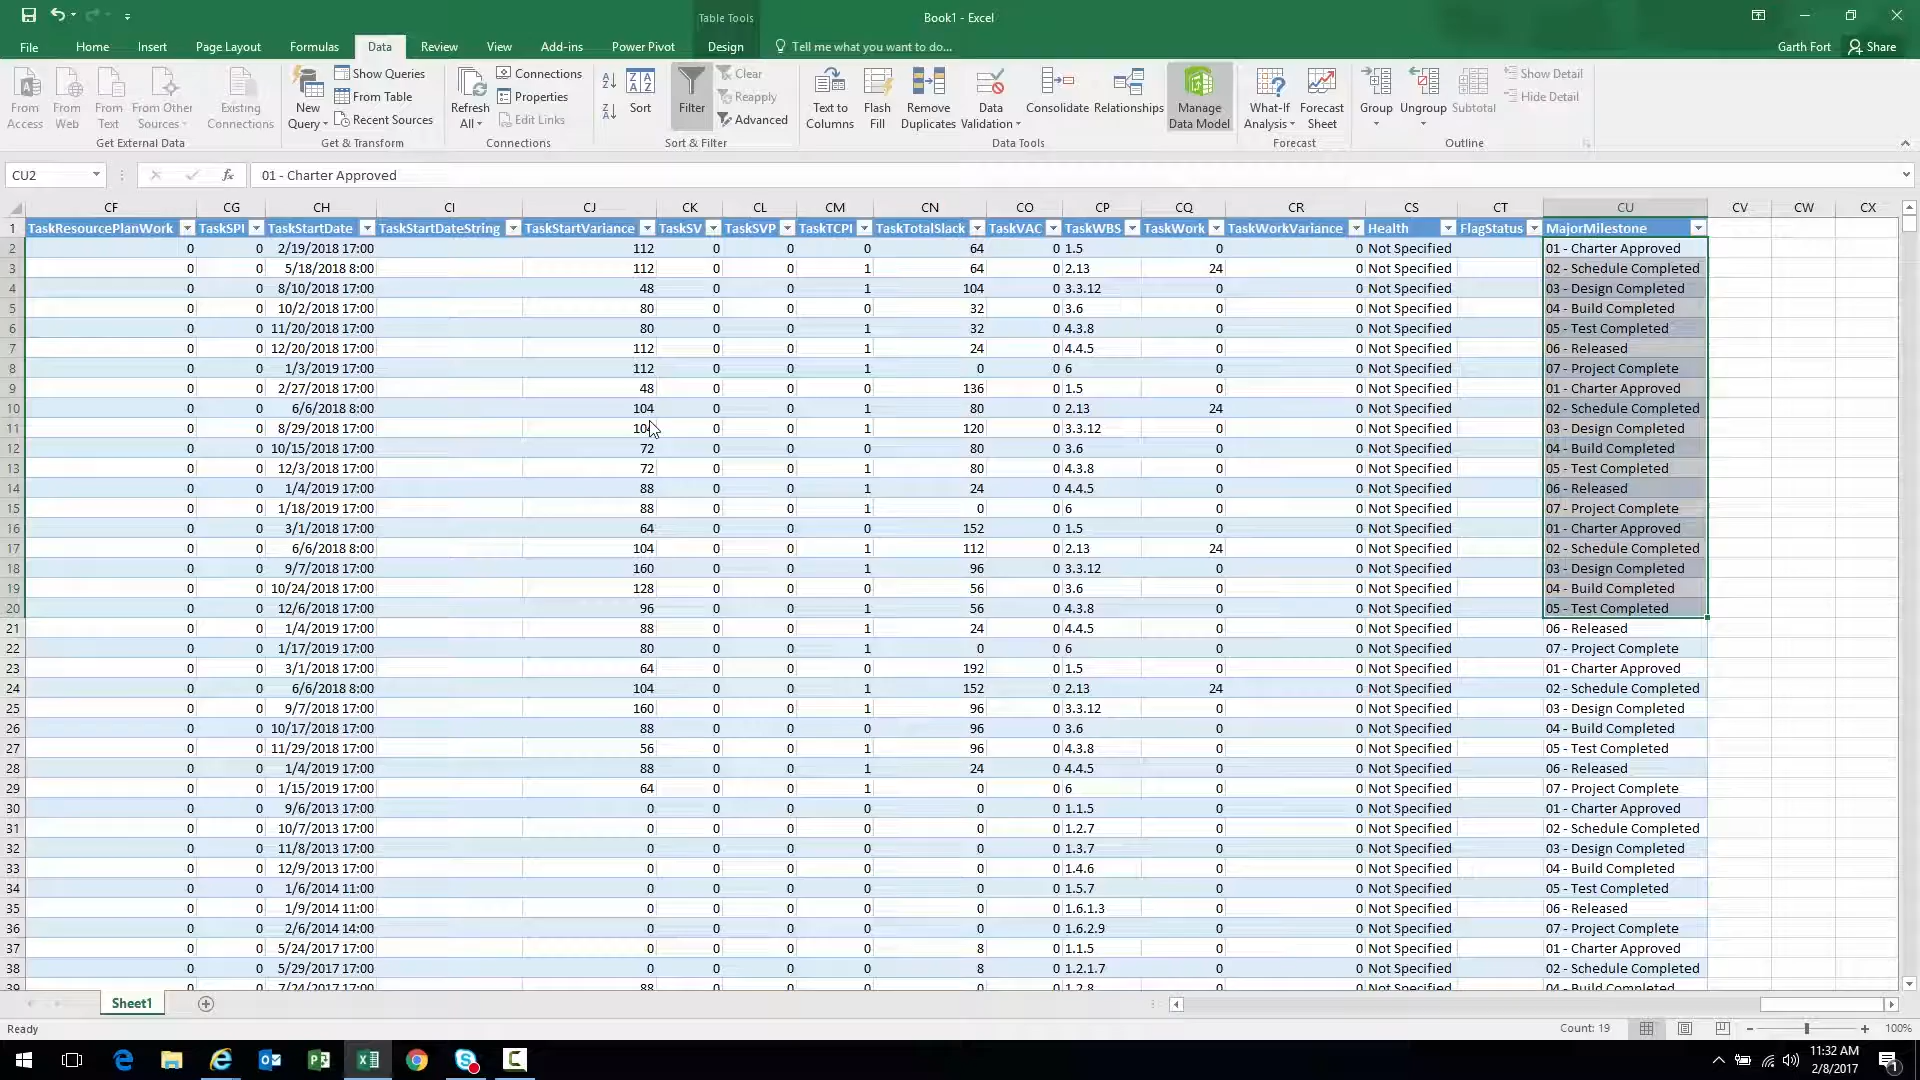 Table Tools
Book1 - Excel
File Home Insert Page Layout Formulas Data Review View Add-ins Power Pivot Design Tell me what you want to do... Garth Fort Share
From Access
From Web
From Text
From Other Sources
Existing Connections
Get External Data
New Query
Show Queries
From Table
Recent Sources
Get & Transform
Refresh All
Connections
Properties
Edit Links
Connections
Sort
Filter
Clear
Reapply
Advanced
Sort & Filter
Text to Columns
Flash Fill
Remove Duplicates
Data Validation
Consolidate
Relationships
Manage Data Model
Data Tools
What-If Analysis
Forecast Sheet
Forecast
Group
Ungroup
Subtotal
Show Detail
Hide Detail
Outline
CU2 fx 01 - Charter Approved
CF CG CH CI CJ CK CL CM CN CO CP CQ CR CS CT CU CV CW CX
1 TaskResourcePlanWork TaskSPI TaskStartDate TaskStartDateString TaskStartVariance TaskSV TaskSVP TaskTCPI TaskTotalSlack TaskVAC TaskWBS TaskWork TaskWorkVariance Health FlagStatus MajorMilestone
2 0 0 2/19/2018 17:00 112 0 0 0 64 0 1.5 0 0 Not Specified 01 - Charter Approved
3 0 0 5/18/2018 8:00 112 0 0 1 64 0 2.13 24 0 Not Specified 02 - Schedule Completed
4 0 0 8/10/2018 17:00 48 0 0 1 104 0 3.3.12 0 0 Not Specified 03 - Design Completed
5 0 0 10/2/2018 17:00 80 0 0 0 32 0 3.6 0 0 Not Specified 04 - Build Completed
6 0 0 11/20/2018 17:00 80 0 0 1 32 0 4.3.8 0 0 Not Specified 05 - Test Completed
7 0 0 12/20/2018 17:00 112 0 0 1 24 0 4.4.5 0 0 Not Specified 06 - Released
8 0 0 1/3/2019 17:00 112 0 0 1 0 0 6 0 0 Not Specified 07 - Project Complete
9 0 0 2/27/2018 17:00 48 0 0 0 136 0 1.5 0 0 Not Specified 01 - Charter Approved
10 0 0 6/6/2018 8:00 104 0 0 1 80 0 2.13 24 0 Not Specified 02 - Schedule Completed
11 0 0 8/29/2018 17:00 104 0 0 1 120 0 3.3.12 0 0 Not Specified 03 - Design Completed
12 0 0 10/15/2018 17:00 72 0 0 0 80 0 3.6 0 0 Not Specified 04 - Build Completed
13 0 0 12/3/2018 17:00 72 0 0 1 80 0 4.3.8 0 0 Not Specified 05 - Test Completed
14 0 0 1/4/2019 17:00 88 0 0 1 24 0 4.4.5 0 0 Not Specified 06 - Released
15 0 0 1/18/2019 17:00 88 0 0 1 0 0 6 0 0 Not Specified 07 - Project Complete
16 0 0 3/1/2018 17:00 64 0 0 0 152 0 1.5 0 0 Not Specified 01 - Charter Approved
17 0 0 6/6/2018 8:00 104 0 0 1 112 0 2.13 24 0 Not Specified 02 - Schedule Completed
18 0 0 9/7/2018 17:00 160 0 0 1 96 0 3.3.12 0 0 Not Specified 03 - Design Completed
19 0 0 10/24/2018 17:00 128 0 0 0 56 0 3.6 0 0 Not Specified 04 - Build Completed
20 0 0 12/6/2018 17:00 96 0 0 1 56 0 4.3.8 0 0 Not Specified 05 - Test Completed
21 0 0 1/4/2019 17:00 88 0 0 1 24 0 4.4.5 0 0 Not Specified 06 - Released
22 0 0 1/17/2019 17:00 80 0 0 1 0 0 6 0 0 Not Specified 07 - Project Complete
23 0 0 3/1/2018 17:00 64 0 0 0 192 0 1.5 0 0 Not Specified 01 - Charter Approved
24 0 0 6/6/2018 8:00 104 0 0 1 152 0 2.13 24 0 Not Specified 02 - Schedule Completed
25 0 0 9/7/2018 17:00 160 0 0 1 96 0 3.3.12 0 0 Not Specified 03 - Design Completed
26 0 0 10/17/2018 17:00 88 0 0 0 96 0 3.6 0 0 Not Specified 04 - Build Completed
27 0 0 11/29/2018 17:00 56 0 0 1 96 0 4.3.8 0 0 Not Specified 05 - Test Completed
28 0 0 1/4/2019 17:00 88 0 0 1 24 0 4.4.5 0 0 Not Specified 06 - Released
29 0 0 1/15/2019 17:00 64 0 0 1 0 0 6 0 0 Not Specified 07 - Project Complete
30 0 0 9/6/2013 17:00 0 0 0 0 0 0 1.1.5 0 0 Not Specified 01 - Charter Approved
31 0 0 10/7/2013 17:00 0 0 0 0 0 0 1.2.7 0 0 Not Specified 02 - Schedule Completed
32 0 0 11/8/2013 17:00 0 0 0 0 0 0 1.3.7 0 0 Not Specified 03 - Design Completed
33 0 0 12/9/2013 17:00 0 0 0 0 0 0 1.4.6 0 0 Not Specified 04 - Build Completed
34 0 0 1/6/2014 11:00 0 0 0 0 0 0 1.5.7 0 0 Not Specified 05 - Test Completed
35 0 0 1/9/2014 11:00 0 0 0 0 0 0 1.6.1.3 0 0 Not Specified 06 - Released
36 0 0 2/6/2014 14:00 0 0 0 0 0 0 1.6.2.9 0 0 Not Specified 07 - Project Complete
37 0 0 5/24/2017 17:00 0 0 0 0 8 0 1.1.5 0 0 Not Specified 01 - Charter Approved
38 0 0 5/29/2017 17:00 0 0 0 0 8 0 1.2.1.7 0 0 Not Specified 02 - Schedule Completed
39 0 0 7/24/2017 17:00 88 0 0 0 0 0 1.2.8 0 0 Not Specified 04 - Build Completed
Sheet1
Ready Count: 19 100%
11:32 AM
2/8/2017
1